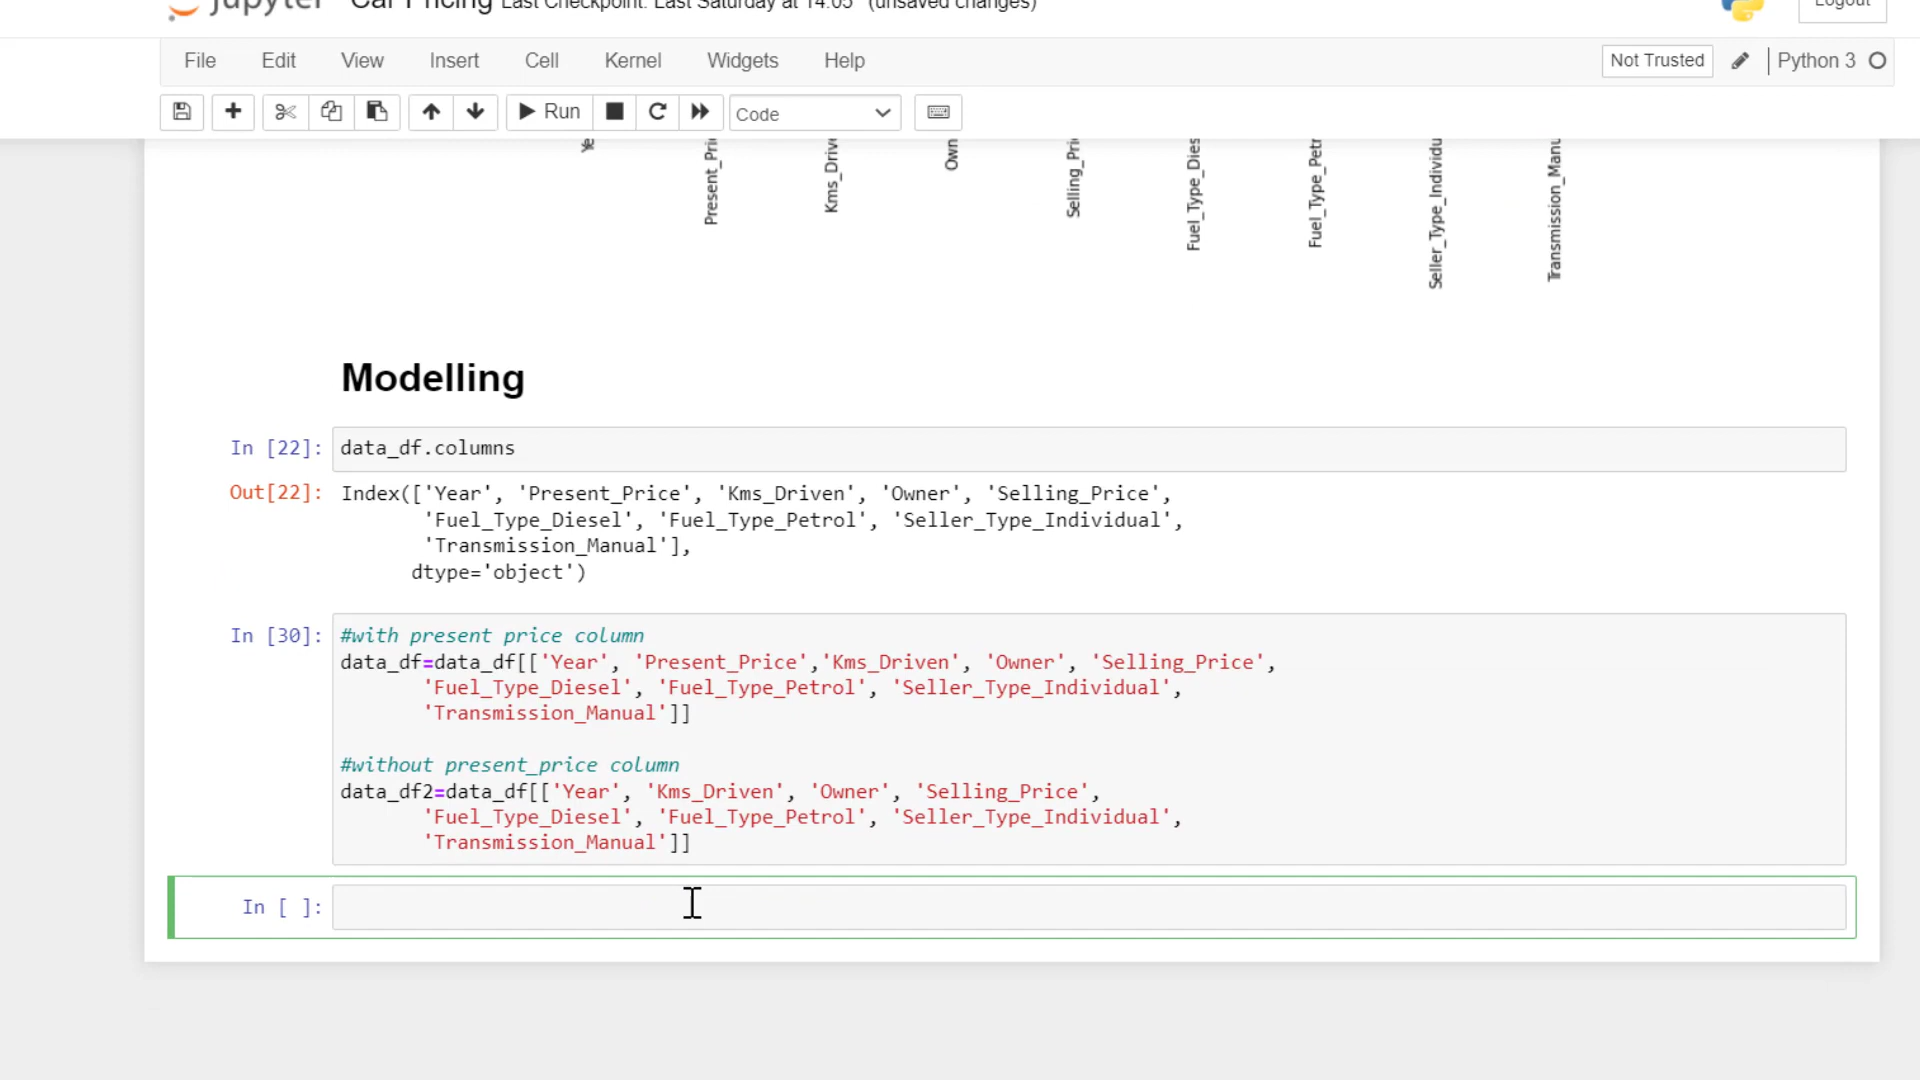 Last Checkpoint: Last Saturday at 14:05 (unsaved changes)
Logout
File Edit View Insert Cell Kernel Widgets Help
Not Trusted
Python 3
Run
Code
Ye
Present_Pri
Kms_Driv
Own
Selling_Pri
Fuel_Type_Dies
Fuel_Type_Petr
Seller_Type_Individu
Transmission_Manu
Modelling
In [22]:
data_df.columns
Out[22]:
Index(['Year', 'Present_Price', 'Kms_Driven', 'Owner', 'Selling_Price',
'Fuel_Type_Diesel', 'Fuel_Type_Petrol', 'Seller_Type_Individual',
'Transmission_Manual'],
dtype='object')
In [30]:
#with present price column
data_df=data_df[['Year', 'Present_Price','Kms_Driven', 'Owner', 'Selling_Price',
'Fuel_Type_Diesel', 'Fuel_Type_Petrol', 'Seller_Type_Individual',
'Transmission_Manual']]
#without present_price column
data_df2=data_df[['Year', 'Kms_Driven', 'Owner', 'Selling_Price',
'Fuel_Type_Diesel', 'Fuel_Type_Petrol', 'Seller_Type_Individual',
'Transmission_Manual']]
In [ ]: